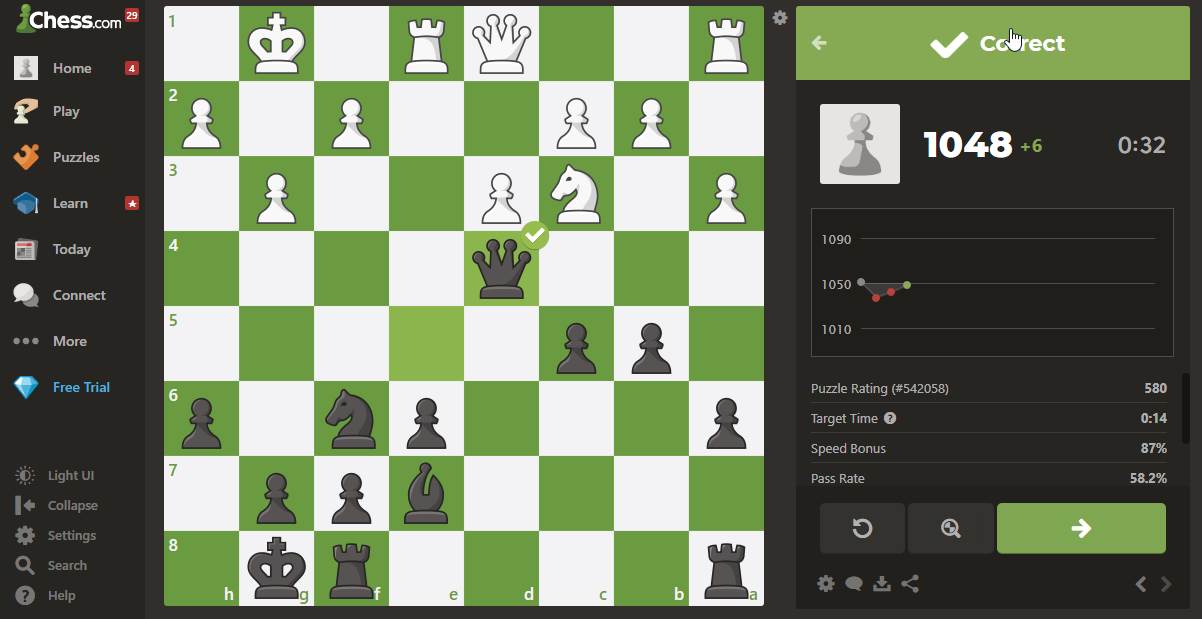 Chess.com 29
Home 4
Play
Puzzles
Learn
Today
Connect
More
Free Trial
Light UI
Collapse
Settings
Search
Help
1
2
3
4
5
6
7
8
h g f e d c b a
Correct
1048 +6 0:32
1090
1050
1010
Puzzle Rating (#542058) 580
Target Time ? 0:14
Speed Bonus 87%
Pass Rate 58.2%